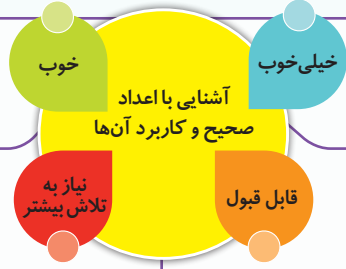 خیلی‌خوب
خوب
آشنایی با اعداد
صحیح و کاربرد آن‌ها
قابل قبول
نیاز به
تلاش بیشتر